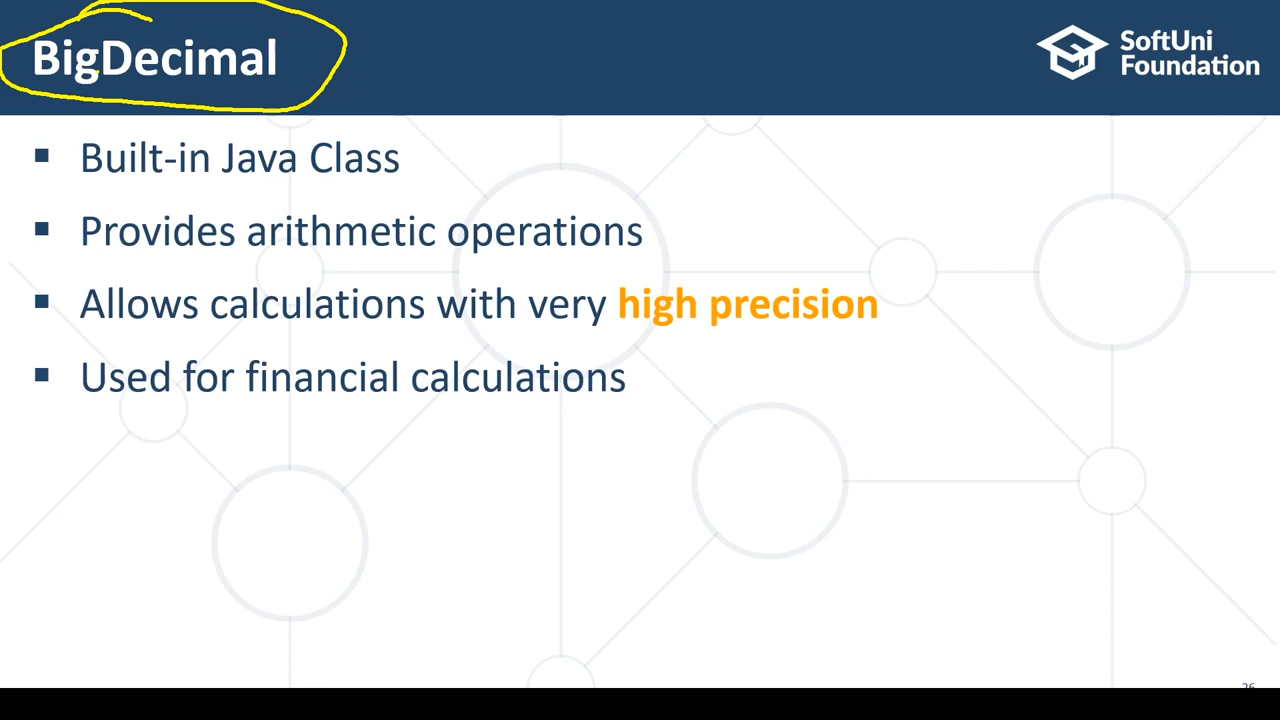 BigDecimal
SoftUni
Foundation
▪ Built-in Java Class
▪ Provides arithmetic operations
▪ Allows calculations with very high precision
▪ Used for financial calculations
26